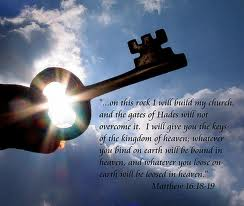 "...on this rock I will build my church,
and the gates of Hades will not
overcome it.  I will give you the keys
of the kingdom of heaven; whatever
you bind on earth will be bound in
heaven, and whatever you loose on
earth will be loosed in heaven."
Matthew 16:18-19